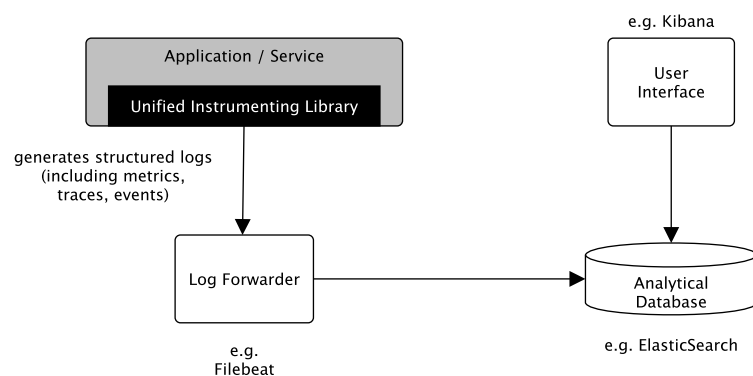 e.g. Kibana
Application / Service
User
Interface
Unified Instrumenting Library
generates structured logs
(including metrics,
traces, events)
Log Forwarder
Analytical
Database
e.g.
Filebeat
e.g. ElasticSearch